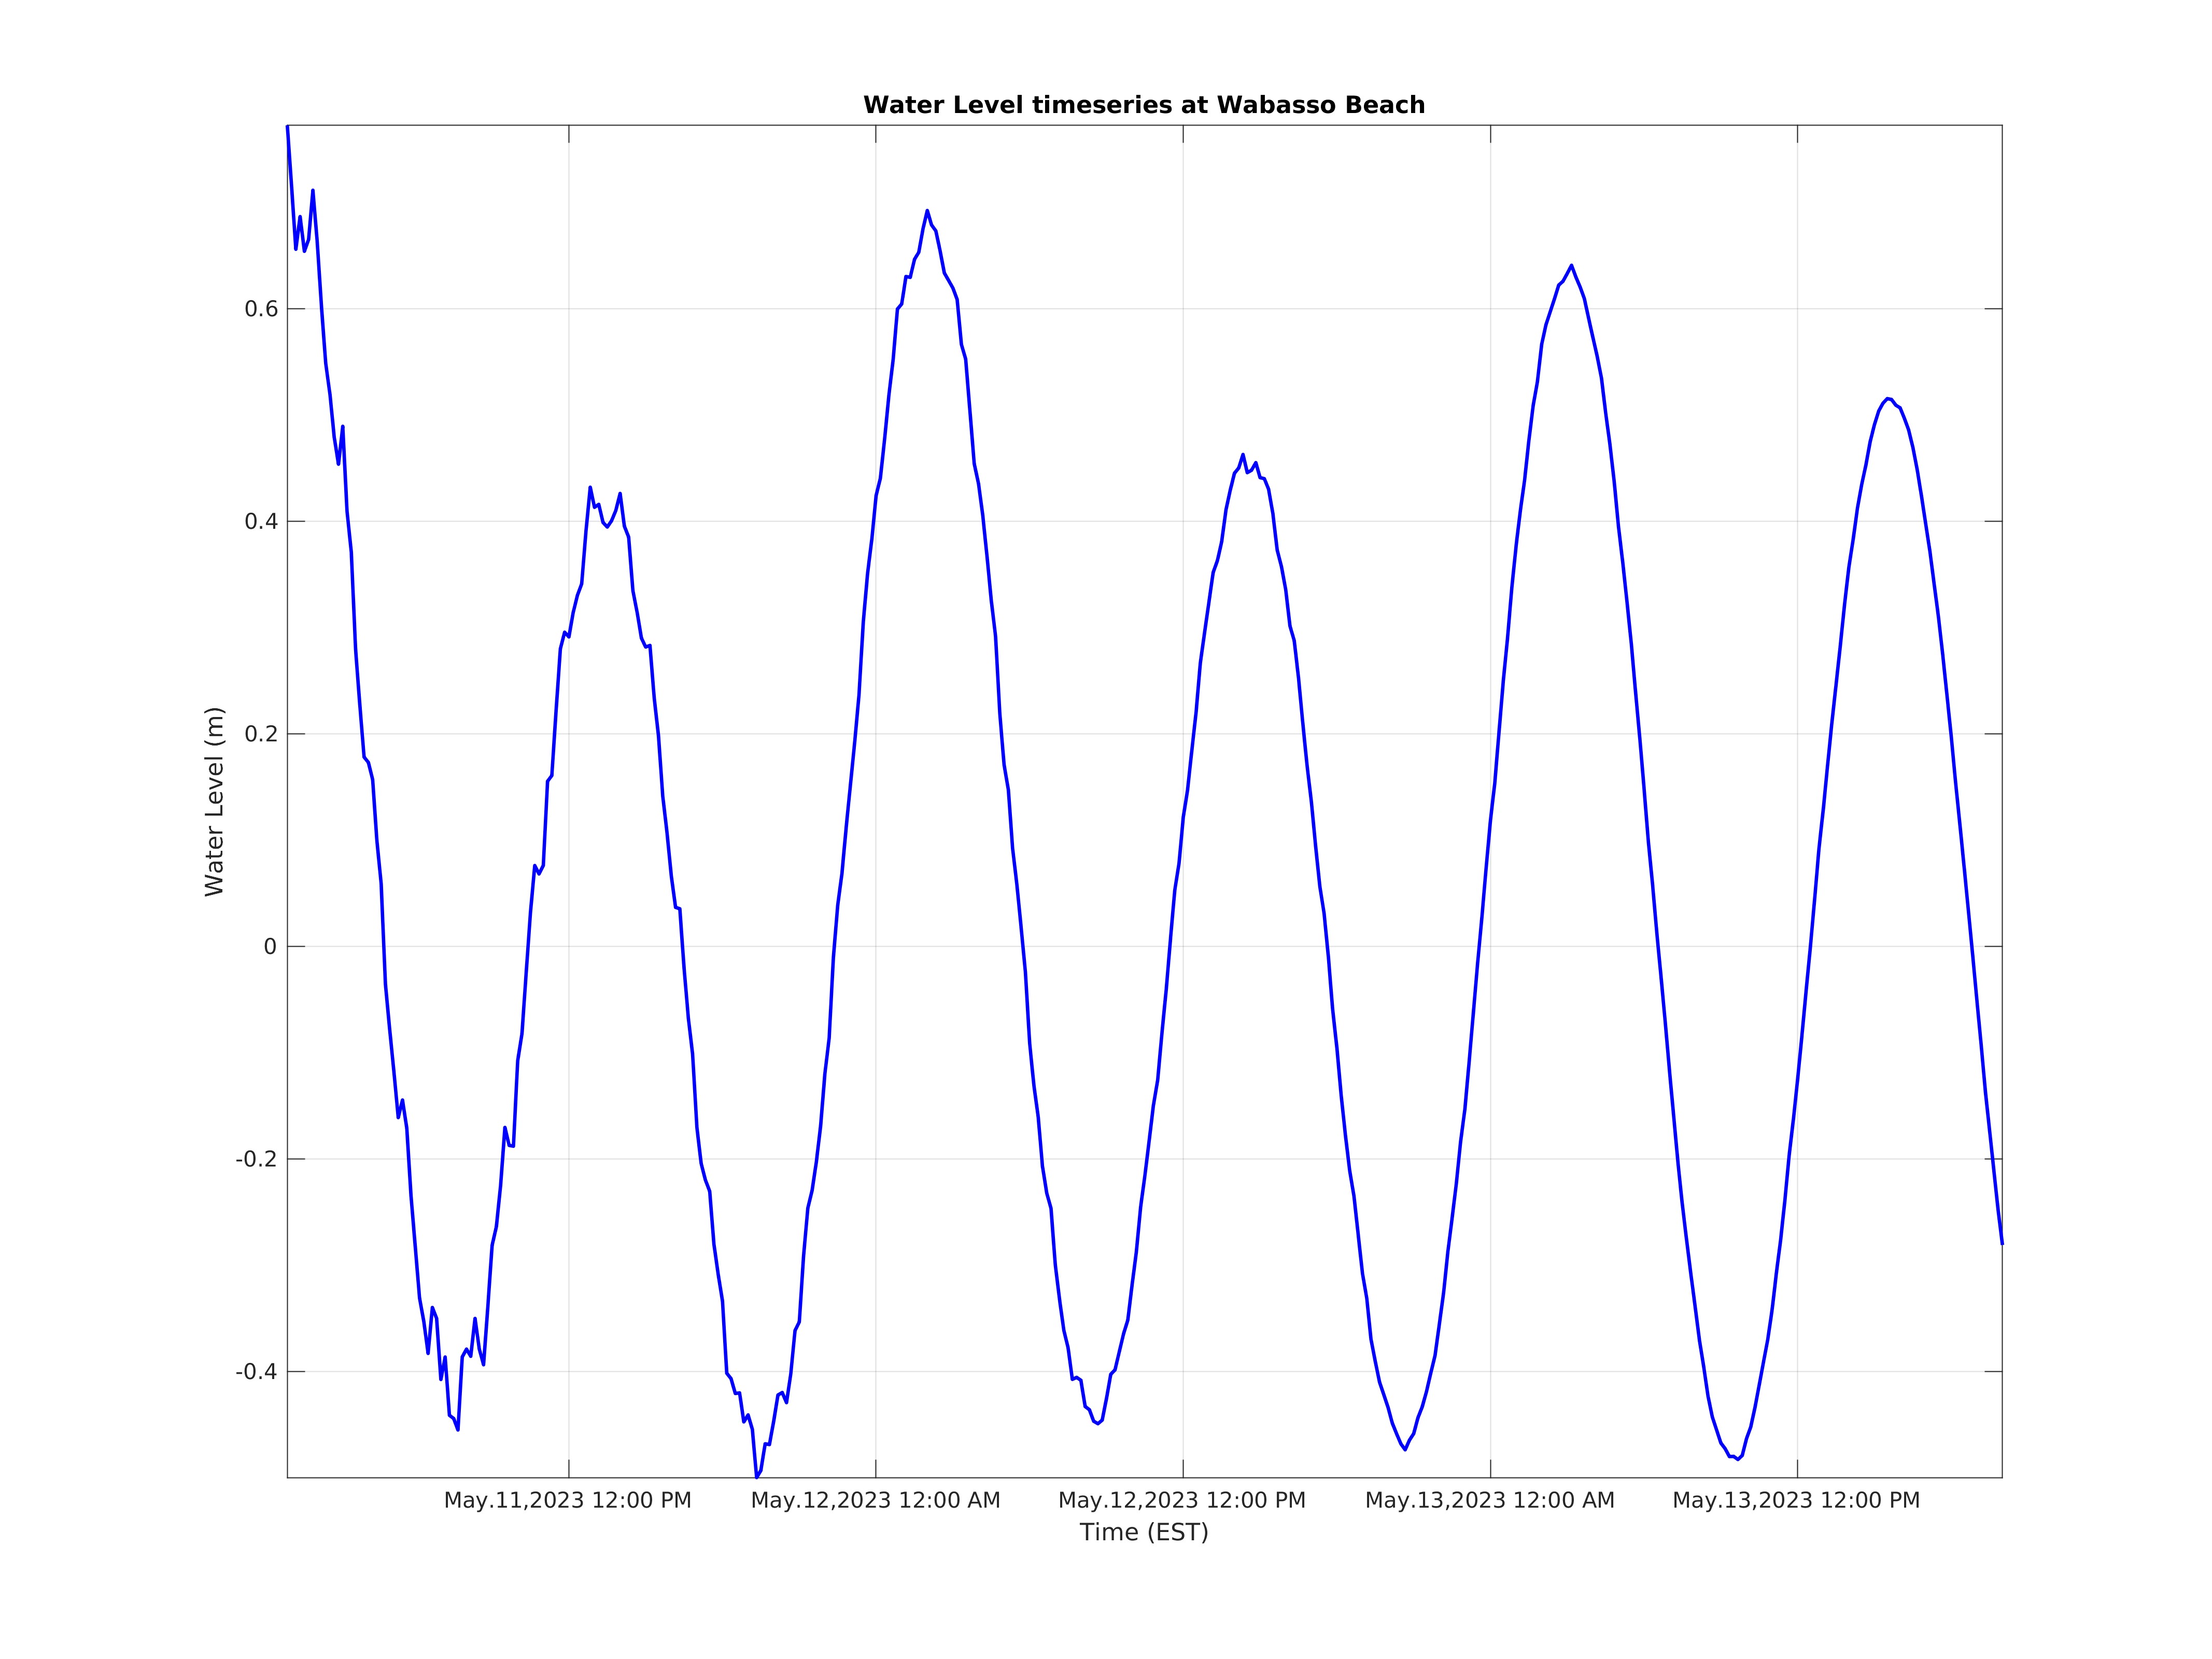 Water Level timeseries at Wabasso Beach
Water Level (m)
0.6
0.4
0.2
0
-0.2
-0.4
May.11,2023 12:00 PM
May.12,2023 12:00 AM
May.12,2023 12:00 PM
May.13,2023 12:00 AM
May.13,2023 12:00 PM
Time (EST)